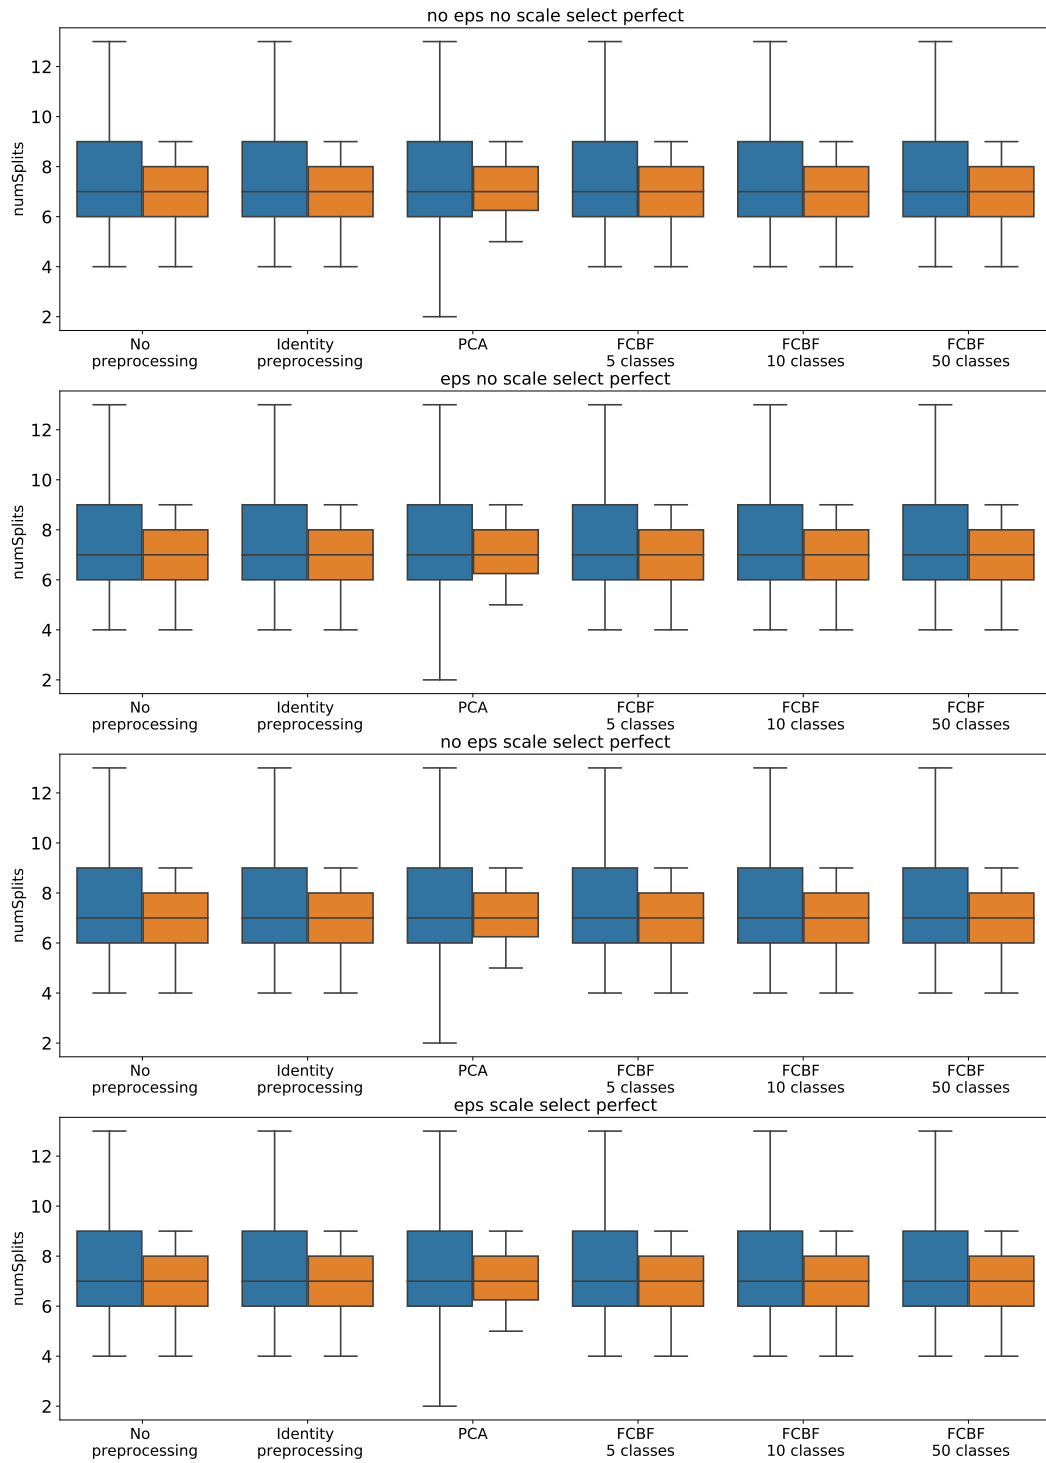 no eps no scale select perfect
numSplits
12
10
8
6
4
2
No preprocessing
Identity preprocessing
PCA
FCBF 5 classes
FCBF 10 classes
FCBF 50 classes
eps no scale select perfect
numSplits
12
10
8
6
4
2
No preprocessing
Identity preprocessing
PCA
FCBF 5 classes
FCBF 10 classes
FCBF 50 classes
no eps scale select perfect
numSplits
12
10
8
6
4
2
No preprocessing
Identity preprocessing
PCA
FCBF 5 classes
FCBF 10 classes
FCBF 50 classes
eps scale select perfect
numSplits
12
10
8
6
4
2
No preprocessing
Identity preprocessing
PCA
FCBF 5 classes
FCBF 10 classes
FCBF 50 classes